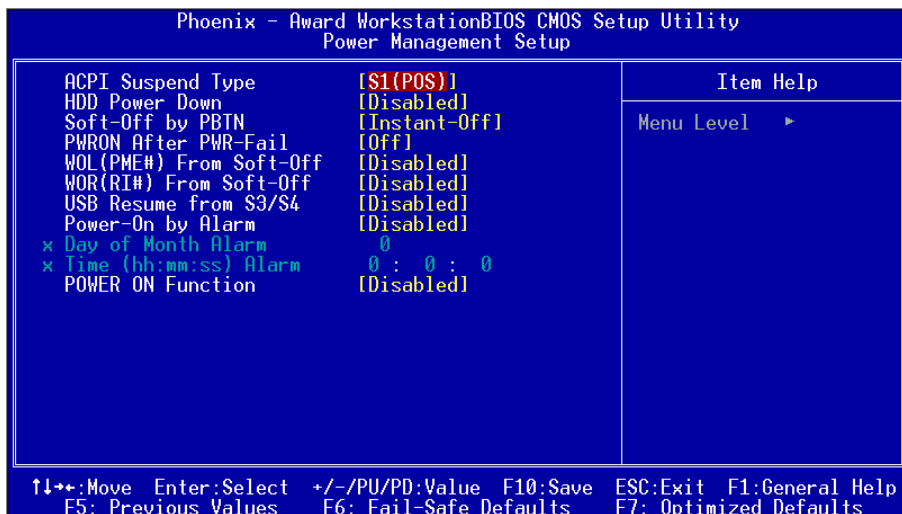 Phoenix - Award WorkstationBIOS CMOS Setup Utility
Power Management Setup
ACPI Suspend Type [S1(POS)]
HDD Power Down [Disabled]
Soft-Off by PBTN [Instant-Off]
PWRON After PWR-Fail [Off]
WOL(PME#) From Soft-Off [Disabled]
WOR(RI#) From Soft-Off [Disabled]
USB Resume from S3/S4 [Disabled]
Power-On by Alarm [Disabled]
x Day of Month Alarm 0
x Time (hh:mm:ss) Alarm 0 : 0 : 0
POWER ON Function [Disabled]
Item Help
Menu Level ►
↑↓→←:Move Enter:Select +/-/PU/PD:Value F10:Save ESC:Exit F1:General Help
F5: Previous Values F6: Fail-Safe Defaults F7: Optimized Defaults